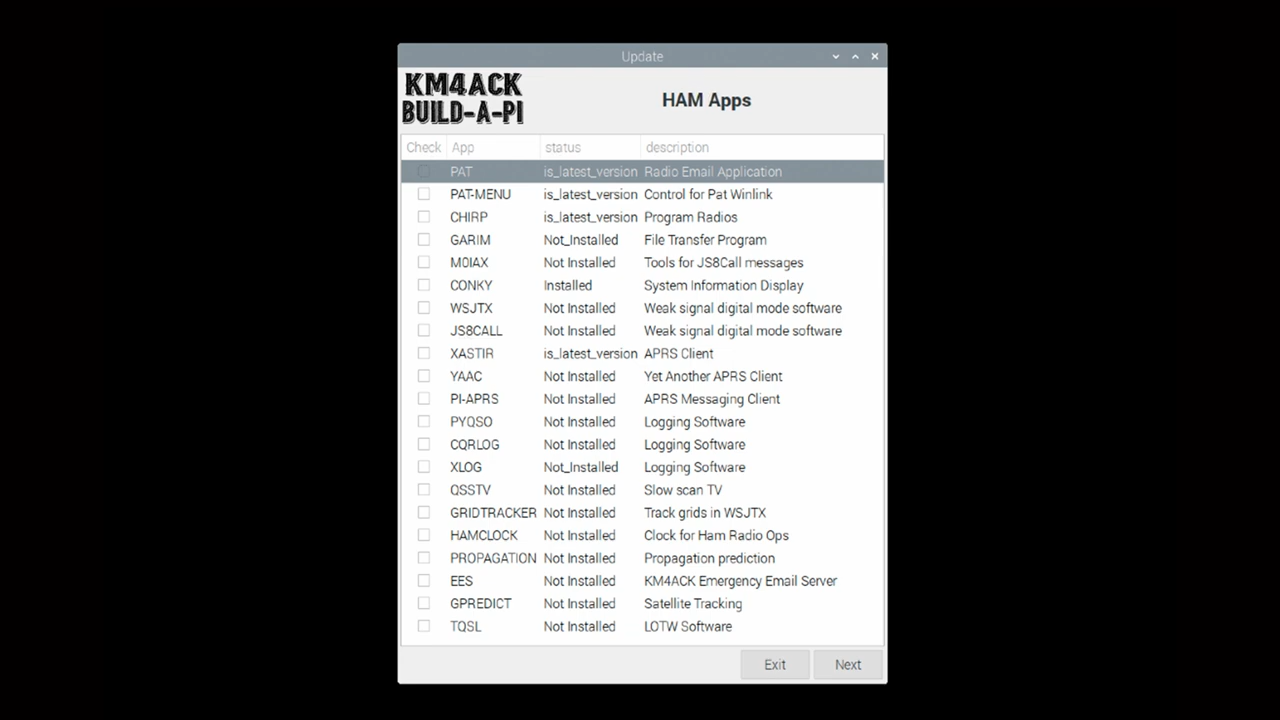 Update
KM4ACK
BUILD-A-PI
HAM Apps
Check App status description
PAT is_latest_version Radio Email Application
PAT-MENU is_latest_version Control for Pat Winlink
CHIRP is_latest_version Program Radios
GARIM Not_Installed File Transfer Program
M0IAX Not Installed Tools for JS8Call messages
CONKY Installed System Information Display
WSJTX Not Installed Weak signal digital mode software
JS8CALL Not Installed Weak signal digital mode software
XASTIR is_latest_version APRS Client
YAAC Not Installed Yet Another APRS Client
PI-APRS Not Installed APRS Messaging Client
PYQSO Not Installed Logging Software
CQRLOG Not Installed Logging Software
XLOG Not_Installed Logging Software
QSSTV Not Installed Slow scan TV
GRIDTRACKER Not Installed Track grids in WSJTX
HAMCLOCK Not Installed Clock for Ham Radio Ops
PROPAGATION Not Installed Propagation prediction
EES Not Installed KM4ACK Emergency Email Server
GPREDICT Not Installed Satellite Tracking
TQSL Not Installed LOTW Software
Exit Next